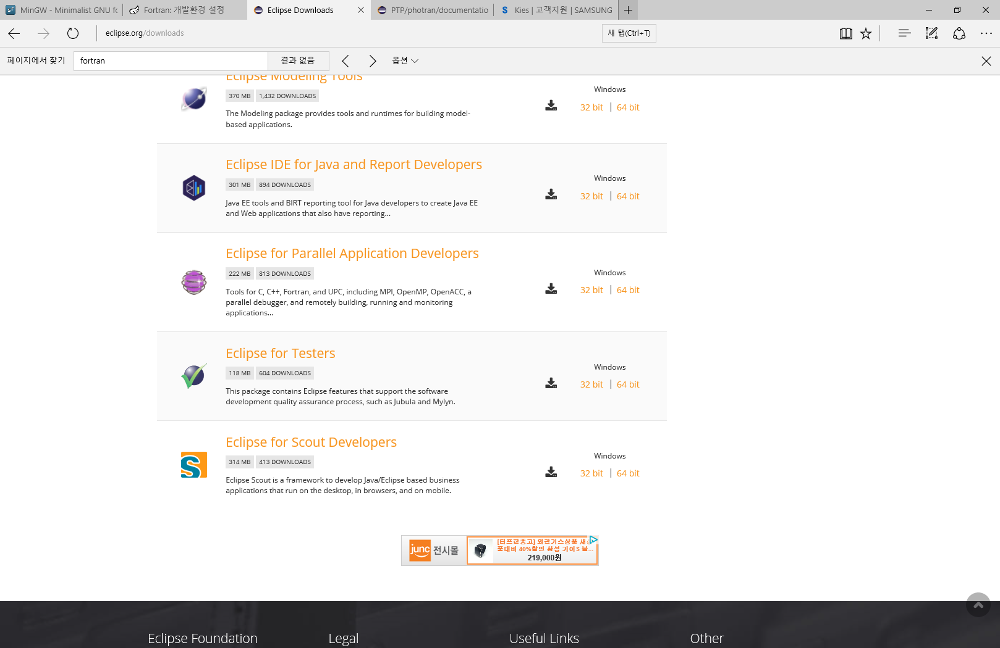 MinGW - Minimalist GNU fo
Fortran: 개발환경 설정
Eclipse Downloads
PTP/photran/documentatio
Kies | 고객지원 | SAMSUNG
eclipse.org/downloads
새 탭(Ctrl+T)
페이지에서 찾기
fortran
결과 없음
옵션
Eclipse Modeling Tools
370 MB
1,432 DOWNLOADS
The Modeling package provides tools and runtimes for building model-
based applications.
Windows
32 bit | 64 bit
Eclipse IDE for Java and Report Developers
301 MB
894 DOWNLOADS
Java EE tools and BIRT reporting tool for Java developers to create Java EE
and Web applications that also have reporting...
Windows
32 bit | 64 bit
Eclipse for Parallel Application Developers
222 MB
813 DOWNLOADS
Tools for C, C++, Fortran, and UPC, including MPI, OpenMP, OpenACC, a
parallel debugger, and remotely building, running and monitoring
applications...
Windows
32 bit | 64 bit
Eclipse for Testers
118 MB
604 DOWNLOADS
This package contains Eclipse features that support the software
development quality assurance process, such as Jubula and Mylyn.
Windows
32 bit | 64 bit
Eclipse for Scout Developers
314 MB
413 DOWNLOADS
Eclipse Scout is a framework to develop Java/Eclipse based business
applications that run on the desktop, in browsers, and on mobile.
Windows
32 bit | 64 bit
junc 전시몰
[터프란중고] 외관기스상품 새
품대비 40%할인 삼성 기어S 블...
219,000원
Eclipse Foundation
Legal
Useful Links
Other